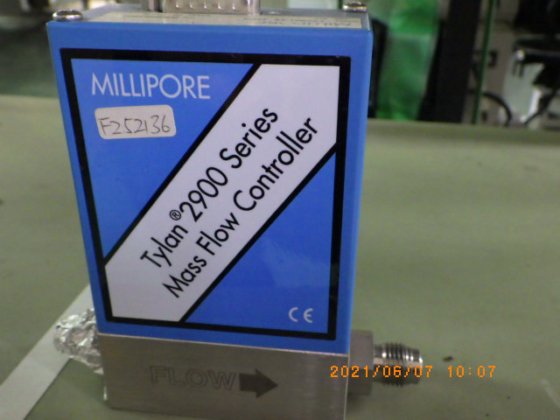 MILLIPORE
F252136
Tylan® 2900 Series
Mass Flow Controller
CE
FLOW
2021/06/07 10:07